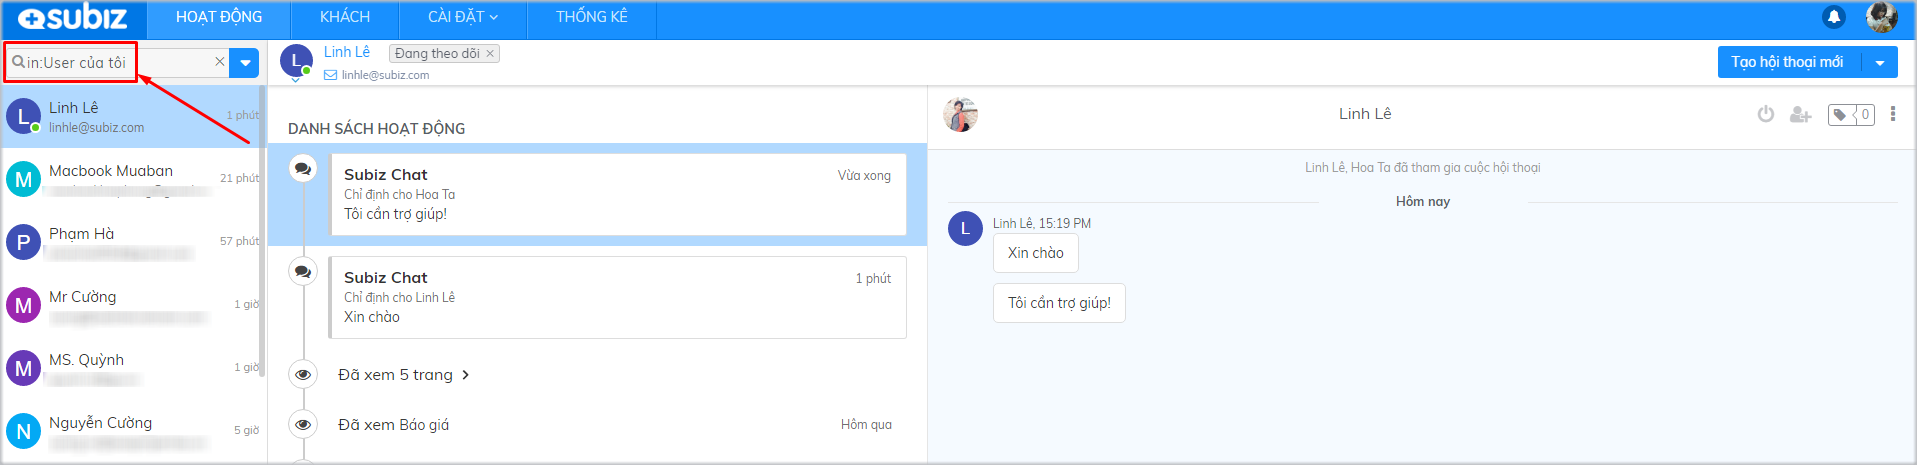 subiz
HOẠT ĐỘNG
KHÁCH
CÀI ĐẶT
THỐNG KÊ
in:User của tôi
L
Linh Lê
Đang theo dõi
linhle@subiz.com
Tạo hội thoại mới
L
Linh Lê
1 phút
linhle@subiz.com
M
Macbook Muaban
21 phút
P
Phạm Hà
57 phút
M
Mr Cường
1 giờ
M
MS. Quỳnh
1 giờ
N
Nguyễn Cường
5 giờ
DANH SÁCH HOẠT ĐỘNG
Subiz Chat
Vừa xong
Chỉ định cho Hoa Ta
Tôi cần trợ giúp!
Subiz Chat
1 phút
Chỉ định cho Linh Lê
Xin chào
Đã xem 5 trang
Đã xem Báo giá
Hôm qua
Linh Lê
0
Linh Lê, Hoa Ta đã tham gia cuộc hội thoại
Hôm nay
L
Linh Lê, 15:19 PM
Xin chào
Tôi cần trợ giúp!